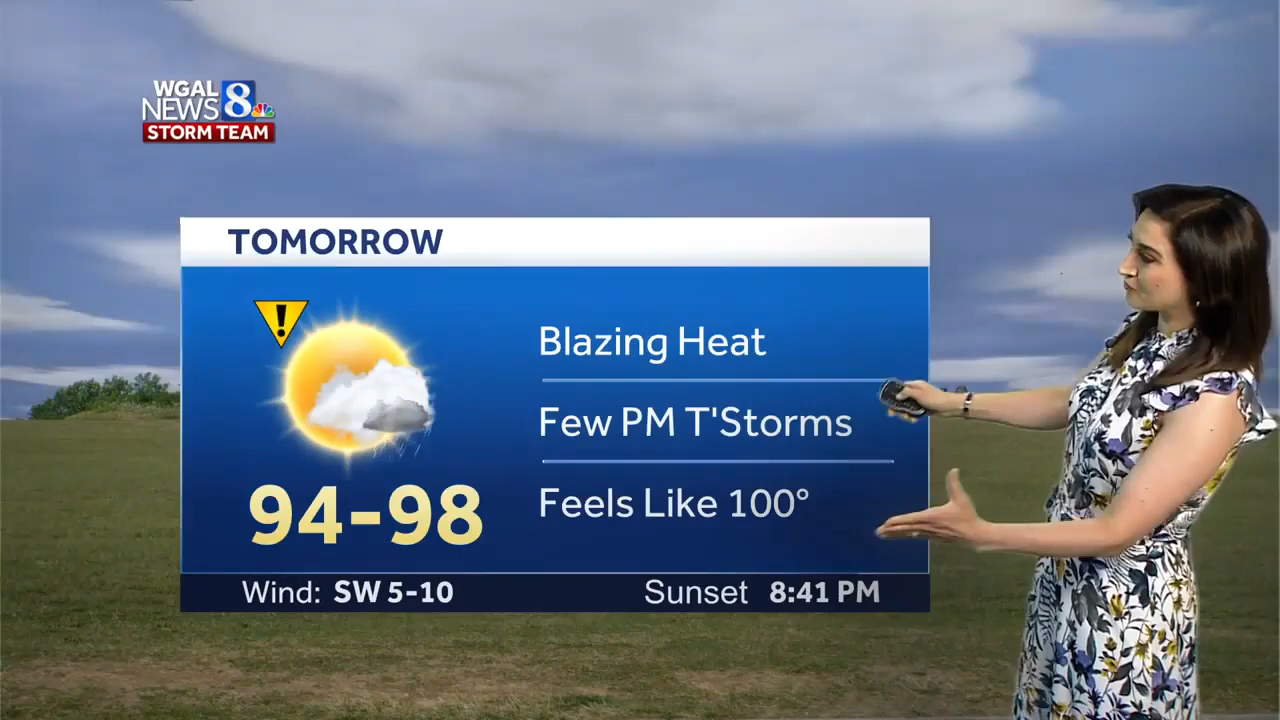 WGAL
NEWS 8
STORM TEAM
TOMORROW
!
Blazing Heat
Few PM T'Storms
Feels Like 100°
94-98
Wind: SW 5-10
Sunset 8:41 PM